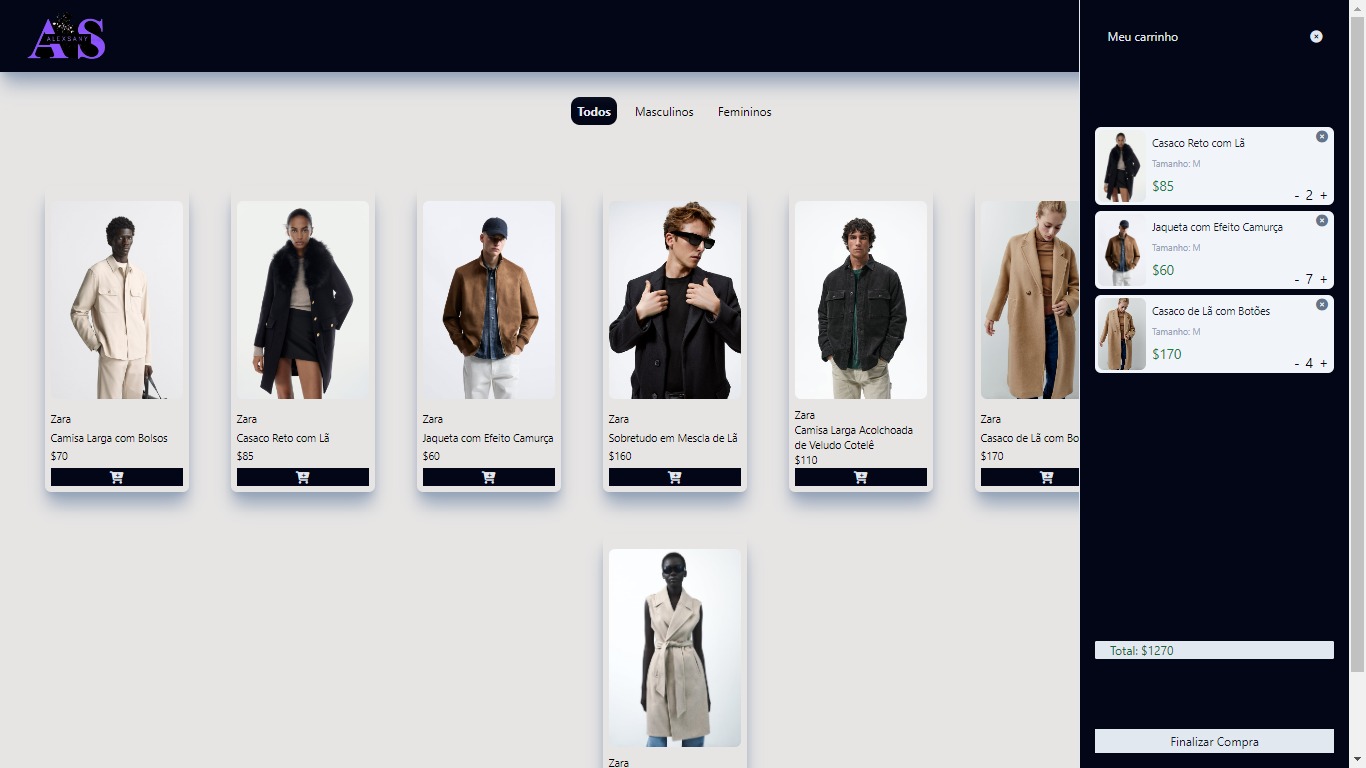 AS
ALEXSANY
Meu carrinho
Todos
Masculinos
Femininos
Zara
Camisa Larga com Bolsos
$70
Zara
Casaco Reto com Lã
$85
Zara
Jaqueta com Efeito Camurça
$60
Zara
Sobretudo em Mescla de Lã
$160
Zara
Camisa Larga Acolchoada
de Veludo Cotelê
$110
Zara
Casaco de Lã com Bo
$170
Zara
Casaco Reto com Lã
Tamanho: M
$85
- 2 +
Jaqueta com Efeito Camurça
Tamanho: M
$60
- 7 +
Casaco de Lã com Botões
Tamanho: M
$170
- 4 +
Total: $1270
Finalizar Compra